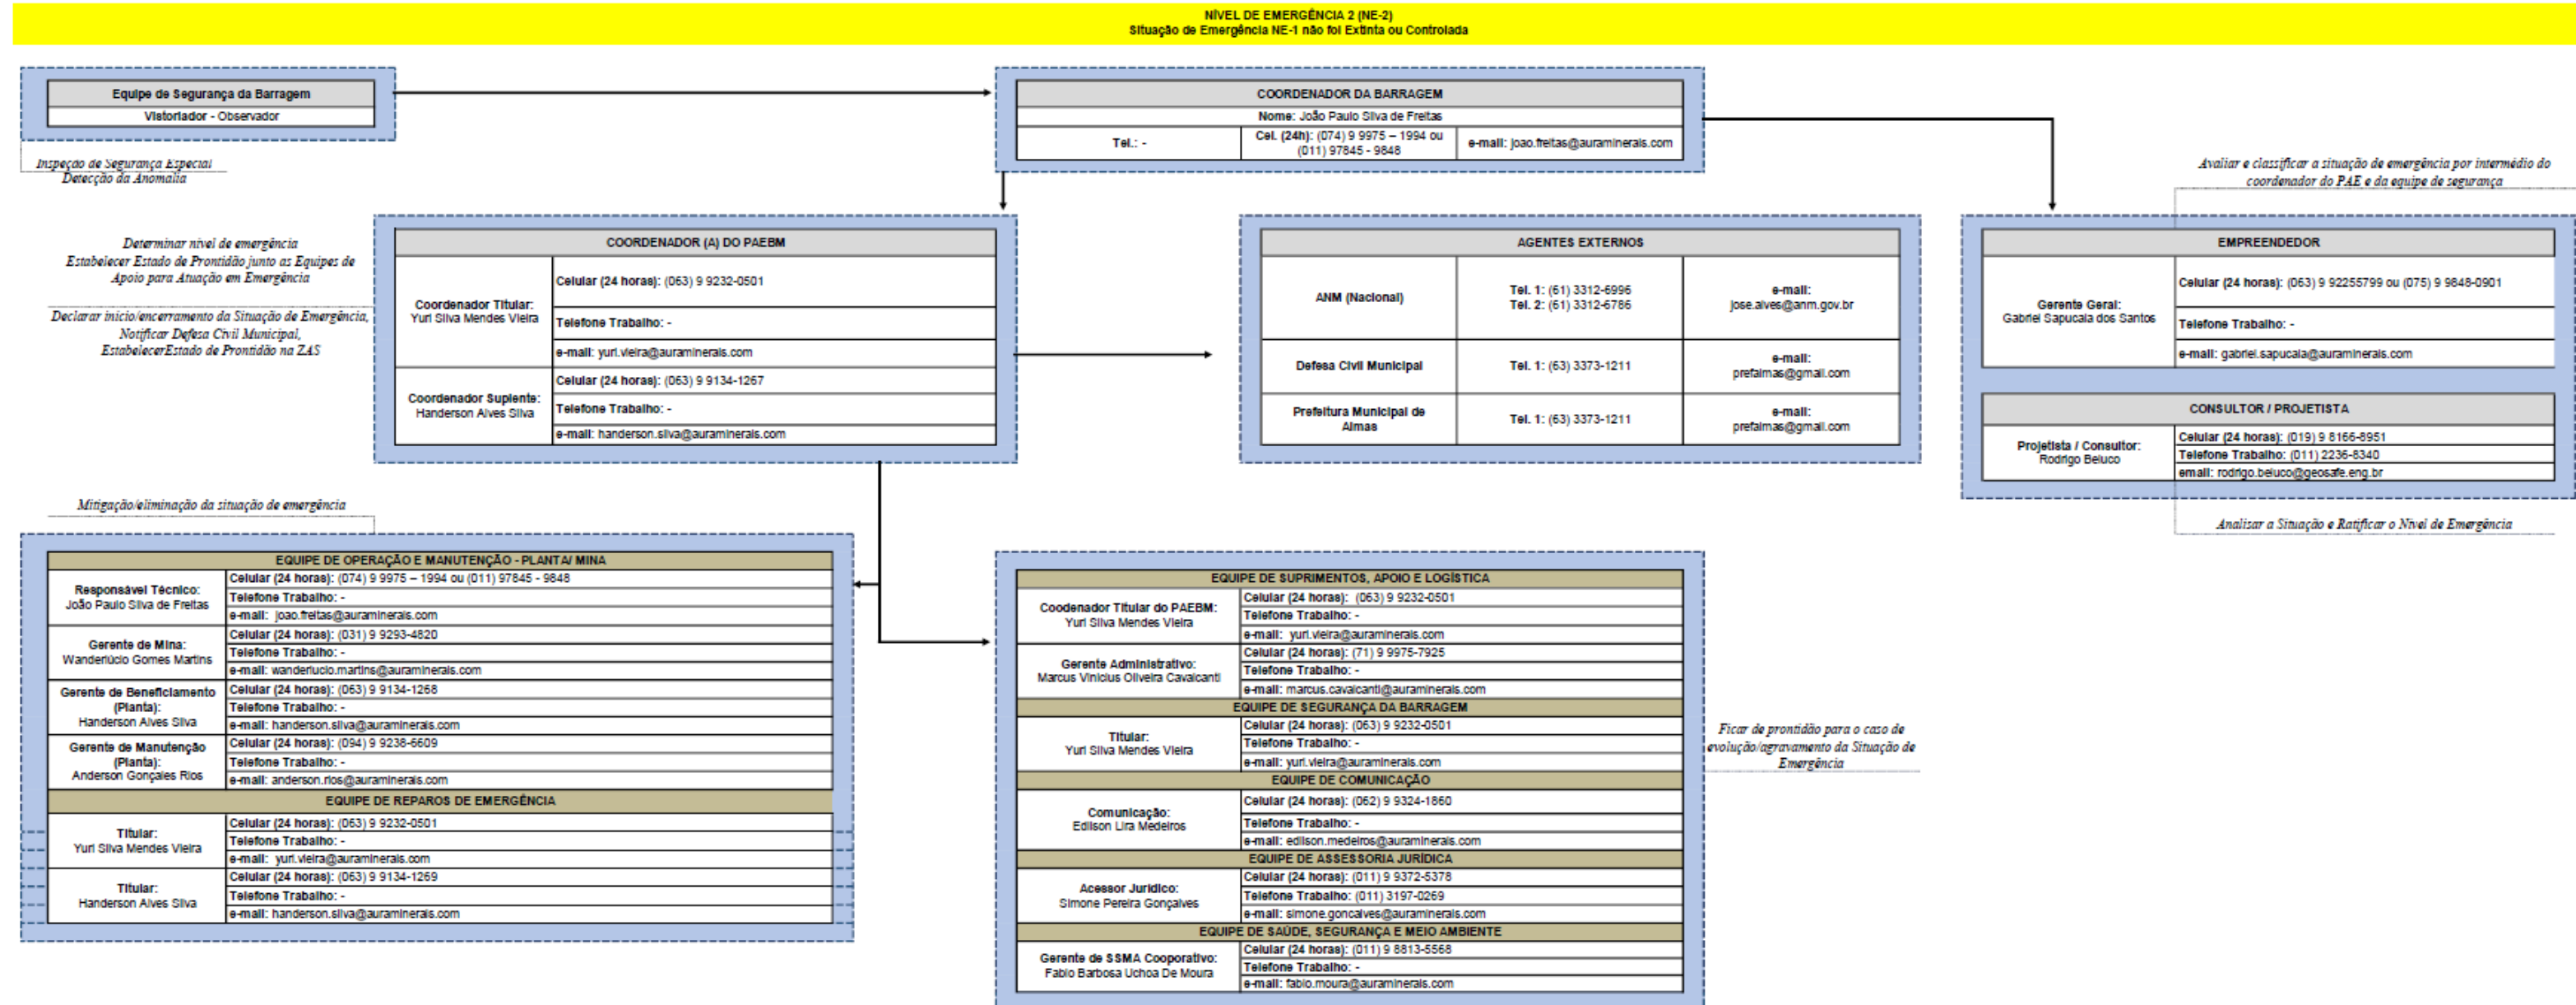 NÍVEL DE EMERGÊNCIA 2 (NE-2)
Situação de Emergência NE-1 não foi Extinta ou Controlada
Equipe de Segurança da Barragem
Vistoriador - Observador
Inspeção de Segurança Especial
Detecção da Anomalia
COORDENADOR DA BARRAGEM
Nome: João Paulo Silva de Freitas
Tel.: -
Cel. (24h): (074) 9 9975 – 1994 ou
(011) 97845 - 9848
e-mail: joao.freitas@auraminerals.com
Avaliar e classificar a situação de emergência por intermédio do
coordenador do PAE e da equipe de segurança
Determinar nível de emergência
Estabelecer Estado de Prontidão junto as Equipes de
Apoio para Atuação em Emergência
Declarar início/encerramento da Situação de Emergência,
Notificar Defesa Civil Municipal,
EstabelecerEstado de Prontidão na ZAS
COORDENADOR (A) DO PAEBM
Coordenador Titular:
Yuri Silva Mendes Vieira
Celular (24 horas): (063) 9 9232-0501
Telefone Trabalho: -
e-mail: yuri.vieira@auraminerals.com
Coordenador Suplente:
Handerson Alves Silva
Celular (24 horas): (063) 9 9134-1267
Telefone Trabalho: -
e-mail: handerson.silva@auraminerals.com
AGENTES EXTERNOS
ANM (Nacional)
Tel. 1: (61) 3312-6996
Tel. 2: (61) 3312-6786
e-mail:
jose.alves@anm.gov.br
Defesa Civil Municipal
Tel. 1: (63) 3373-1211
e-mail:
prefalmas@gmail.com
Prefeitura Municipal de
Almas
Tel. 1: (63) 3373-1211
e-mail:
prefalmas@gmail.com
EMPREENDEDOR
Gerente Geral:
Gabriel Sapucaia dos Santos
Celular (24 horas): (063) 9 92255799 ou (075) 9 9848-0901
Telefone Trabalho: -
e-mail: gabriel.sapucaia@auraminerals.com
CONSULTOR / PROJETISTA
Projetista / Consultor:
Rodrigo Beluco
Celular (24 horas): (019) 9 8166-8951
Telefone Trabalho: (011) 2236-8340
email: rodrigo.beluco@geosafe.eng.br
Analisar a Situação e Ratificar o Nível de Emergência
Mitigação/eliminação da situação de emergência
EQUIPE DE OPERAÇÃO E MANUTENÇÃO - PLANTA/ MINA
Responsável Técnico:
João Paulo Silva de Freitas
Celular (24 horas): (074) 9 9975 – 1994 ou (011) 97845 - 9848
Telefone Trabalho: -
e-mail: joao.freitas@auraminerals.com
Gerente de Mina:
Wanderlúcio Gomes Martins
Celular (24 horas): (031) 9 9293-4820
Telefone Trabalho: -
e-mail: wanderlucio.martins@auraminerals.com
Gerente de Beneficiamento
(Planta):
Handerson Alves Silva
Celular (24 horas): (063) 9 9134-1268
Telefone Trabalho: -
e-mail: handerson.silva@auraminerals.com
Gerente de Manutenção
(Planta):
Anderson Gonçales Rios
Celular (24 horas): (094) 9 9238-6609
Telefone Trabalho: -
e-mail: anderson.rios@auraminerals.com
EQUIPE DE REPAROS DE EMERGÊNCIA
Titular:
Yuri Silva Mendes Vieira
Celular (24 horas): (063) 9 9232-0501
Telefone Trabalho: -
e-mail: yuri.vieira@auraminerals.com
Titular:
Handerson Alves Silva
Celular (24 horas): (063) 9 9134-1269
Telefone Trabalho: -
e-mail: handerson.silva@auraminerals.com
EQUIPE DE SUPRIMENTOS, APOIO E LOGÍSTICA
Coodenador Titular do PAEBM:
Yuri Silva Mendes Vieira
Celular (24 horas): (063) 9 9232-0501
Telefone Trabalho: -
e-mail: yuri.vieira@auraminerals.com
Gerente Administrativo:
Marcus Vinicius Oliveira Cavalcanti
Celular (24 horas): (71) 9 9975-7925
Telefone Trabalho: -
e-mail: marcus.cavalcanti@auraminerals.com
EQUIPE DE SEGURANÇA DA BARRAGEM
Titular:
Yuri Silva Mendes Vieira
Celular (24 horas): (063) 9 9232-0501
Telefone Trabalho: -
e-mail: yuri.vieira@auraminerals.com
EQUIPE DE COMUNICAÇÃO
Comunicação:
Edilson Lira Medeiros
Celular (24 horas): (062) 9 9324-1860
Telefone Trabalho: -
e-mail: edilson.medeiros@auraminerals.com
EQUIPE DE ASSESSORIA JURÍDICA
Acessor Jurídico:
Simone Pereira Gonçalves
Celular (24 horas): (011) 9 9372-5378
Telefone Trabalho: (011) 3197-0269
e-mail: simone.goncalves@auraminerals.com
EQUIPE DE SAÚDE, SEGURANÇA E MEIO AMBIENTE
Gerente de SSMA Cooporativo:
Fabio Barbosa Uchoa De Moura
Celular (24 horas): (011) 9 8813-5568
Telefone Trabalho: -
e-mail: fabio.moura@auraminerals.com
Ficar de prontidão para o caso de
evolução/agravamento da Situação de
Emergência